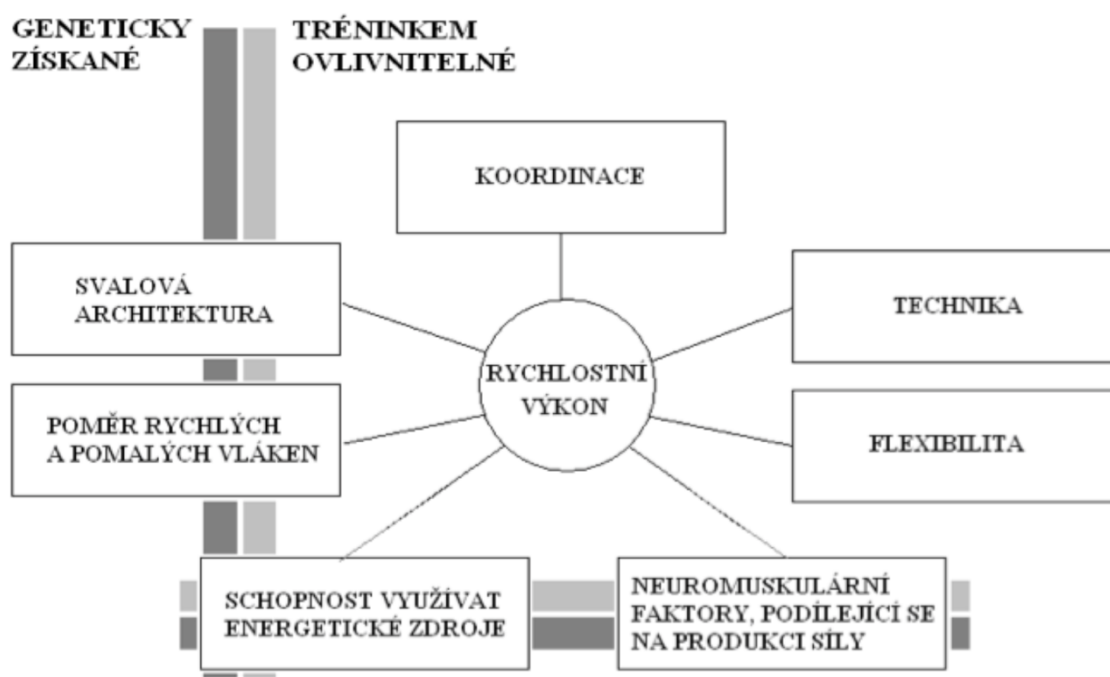 GENETICKY
ZÍSKANÉ
TRÉNINKEM
OVLIVNITELNÉ
KOORDINACE
SVALOVÁ
ARCHITEKTURA
TECHNIKA
RYCHLOSTNÍ
VÝKON
POMĚR RYCHLÝCH
A POMALÝCH VLÁKEN
FLEXIBILITA
SCHOPNOST VYUŽÍVAT
ENERGETICKÉ ZDROJE
NEUROMUSKULÁRNÍ
FAKTORY, PODÍLEJÍCÍ SE
NA PRODUKCI SÍLY